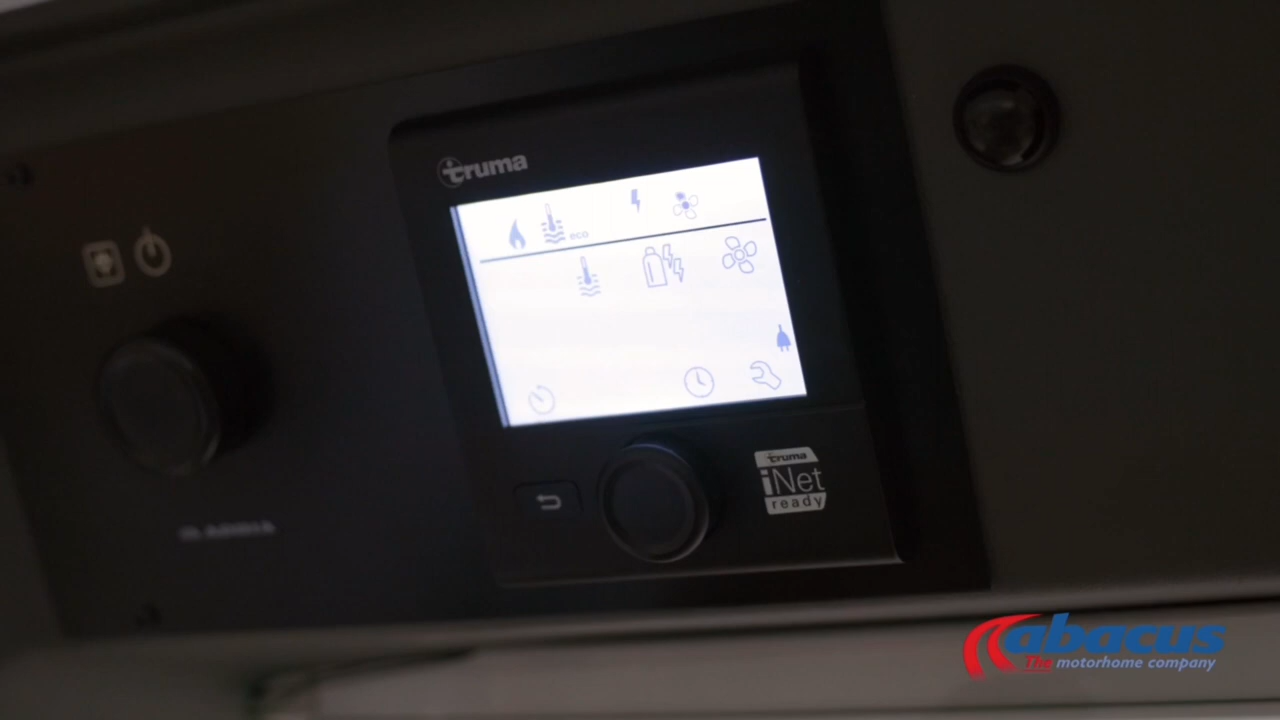 truma
eco
truma
iNet
ready
abacus
The motorhome company